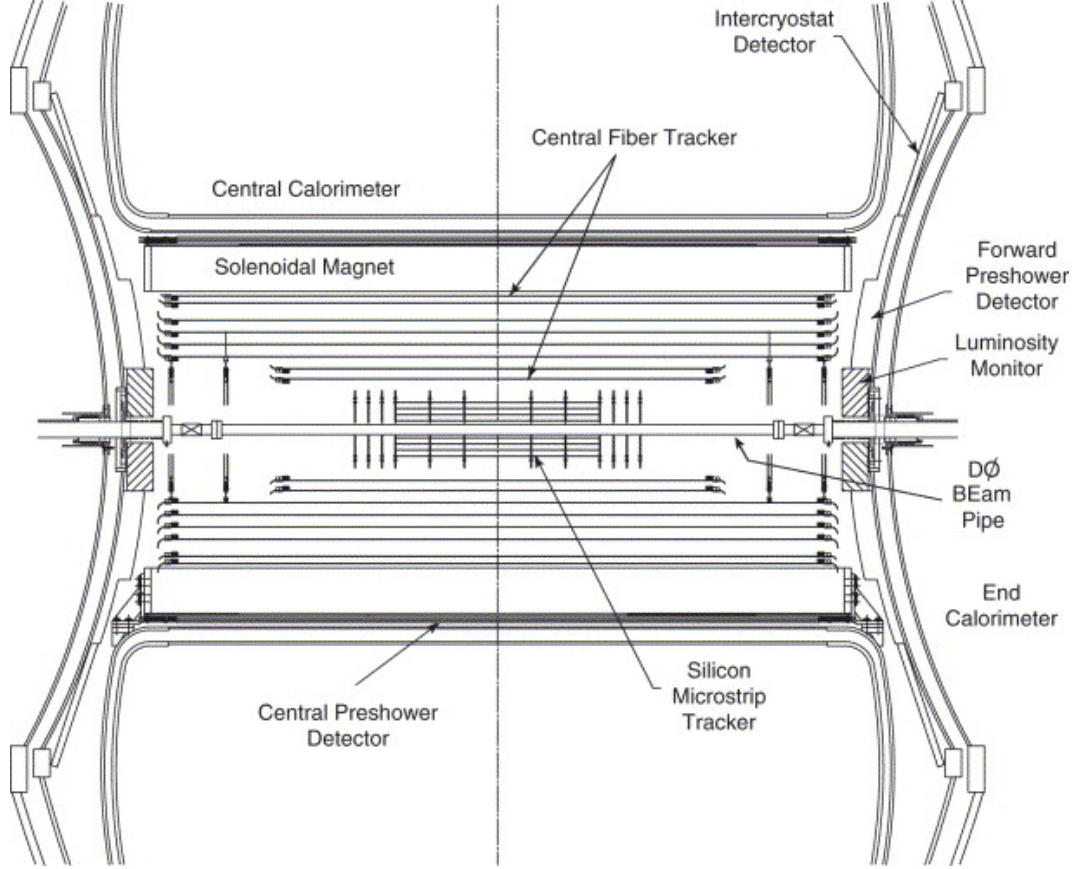 Intercryostat
Detector
Central Fiber Tracker
Central Calorimeter
Solenoidal Magnet
Forward
Preshower
Detector
Luminosity
Monitor
DØ
BEam
Pipe
End
Calorimeter
Silicon
Microstrip
Tracker
Central Preshower
Detector